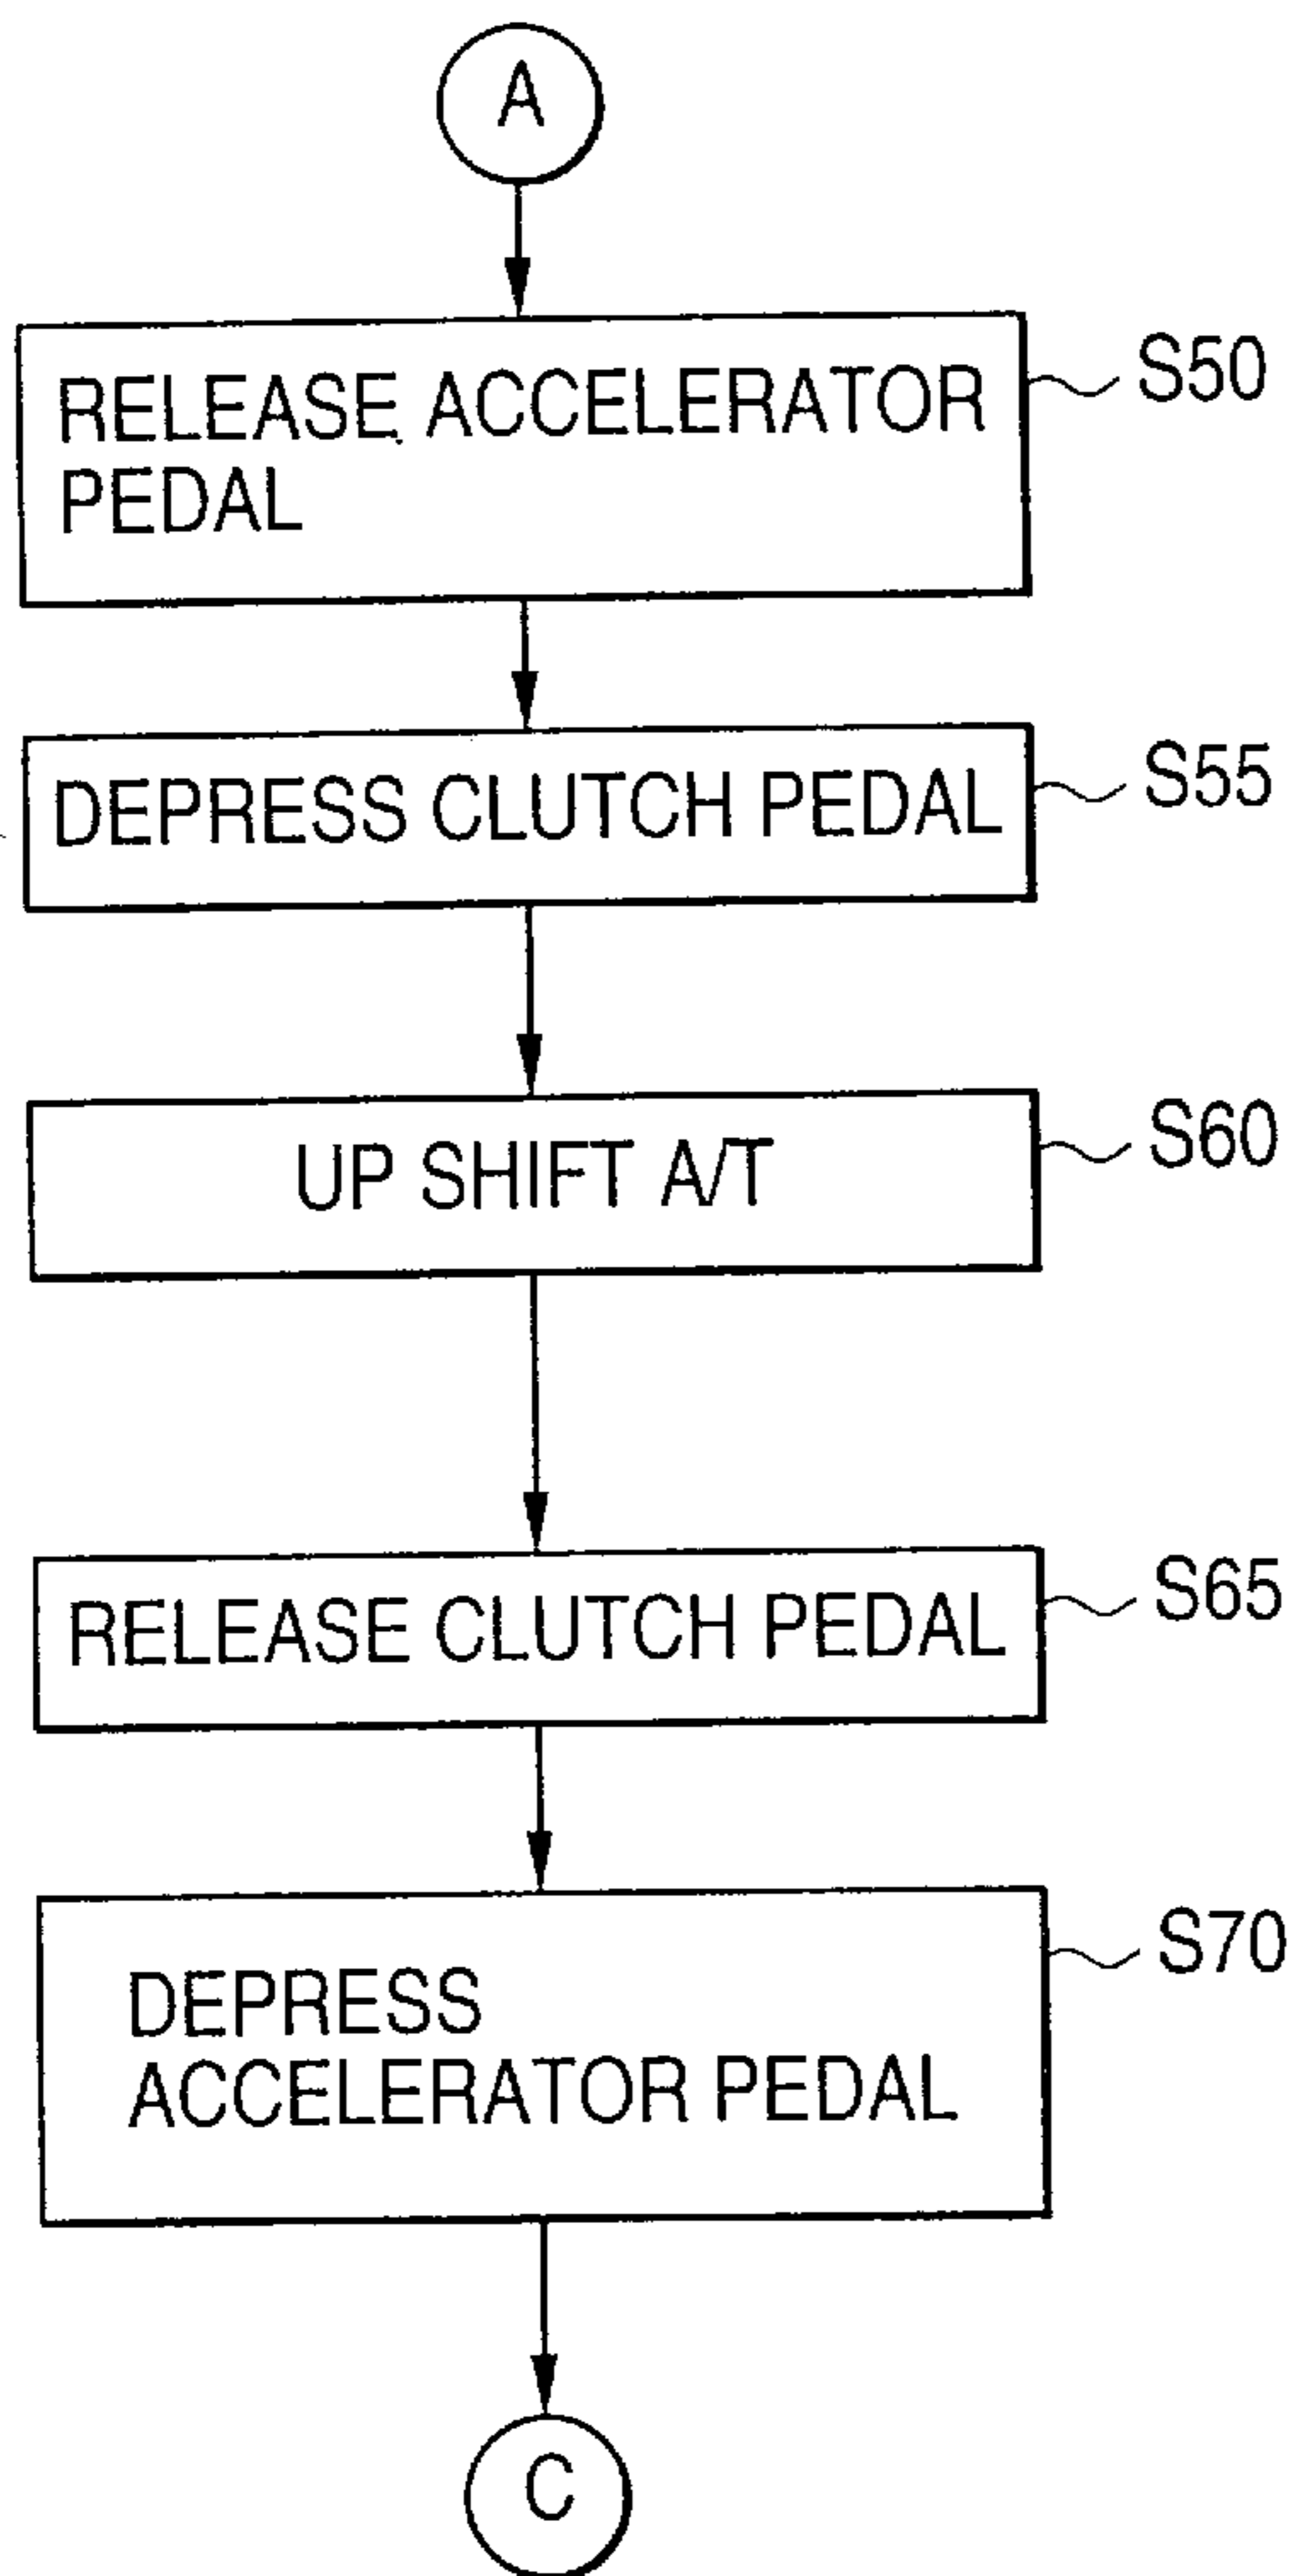 A
RELEASE ACCELERATOR
PEDAL
S50
DEPRESS CLUTCH PEDAL
S55
UP SHIFT A/T
S60
RELEASE CLUTCH PEDAL
S65
DEPRESS
ACCELERATOR PEDAL
S70
C